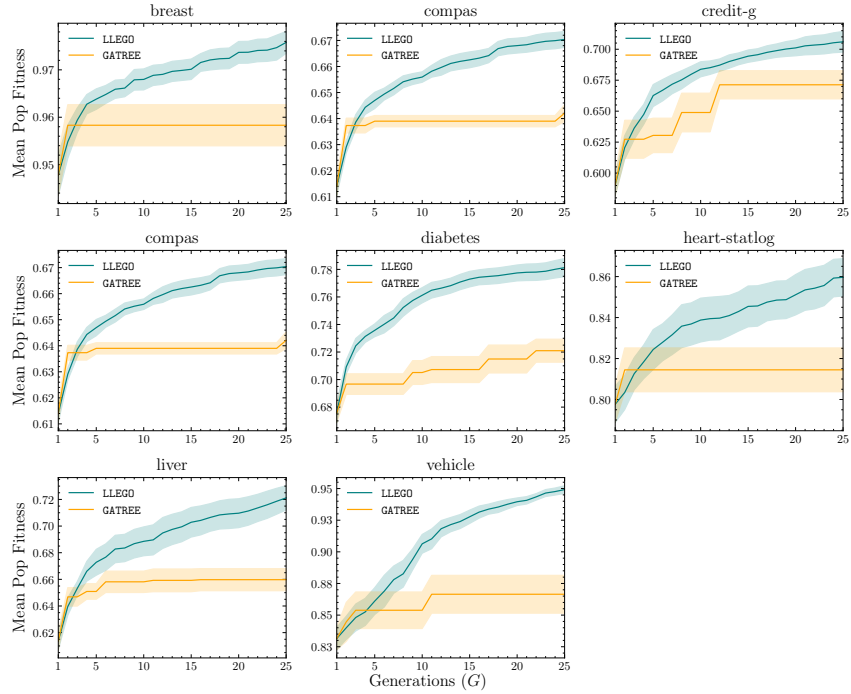 breast
Mean Pop Fitness
0.97
0.96
0.95
LLEGO
GATREE
1 5 10 15 20 25
compas
0.67
0.66
0.65
0.64
0.63
0.62
0.61
LLEGO
GATREE
1 5 10 15 20 25
credit-g
0.700
0.675
0.650
0.625
0.600
LLEGO
GATREE
1 5 10 15 20 25
compas
Mean Pop Fitness
0.67
0.66
0.65
0.64
0.63
0.62
0.61
LLEGO
GATREE
1 5 10 15 20 25
diabetes
0.78
0.76
0.74
0.72
0.70
0.68
LLEGO
GATREE
1 5 10 15 20 25
heart-statlog
0.86
0.84
0.82
0.80
LLEGO
GATREE
1 5 10 15 20 25
liver
Mean Pop Fitness
0.72
0.70
0.68
0.66
0.64
0.62
LLEGO
GATREE
1 5 10 15 20 25
vehicle
0.95
0.93
0.90
0.88
0.85
0.83
LLEGO
GATREE
1 5 10 15 20 25
Generations (G)